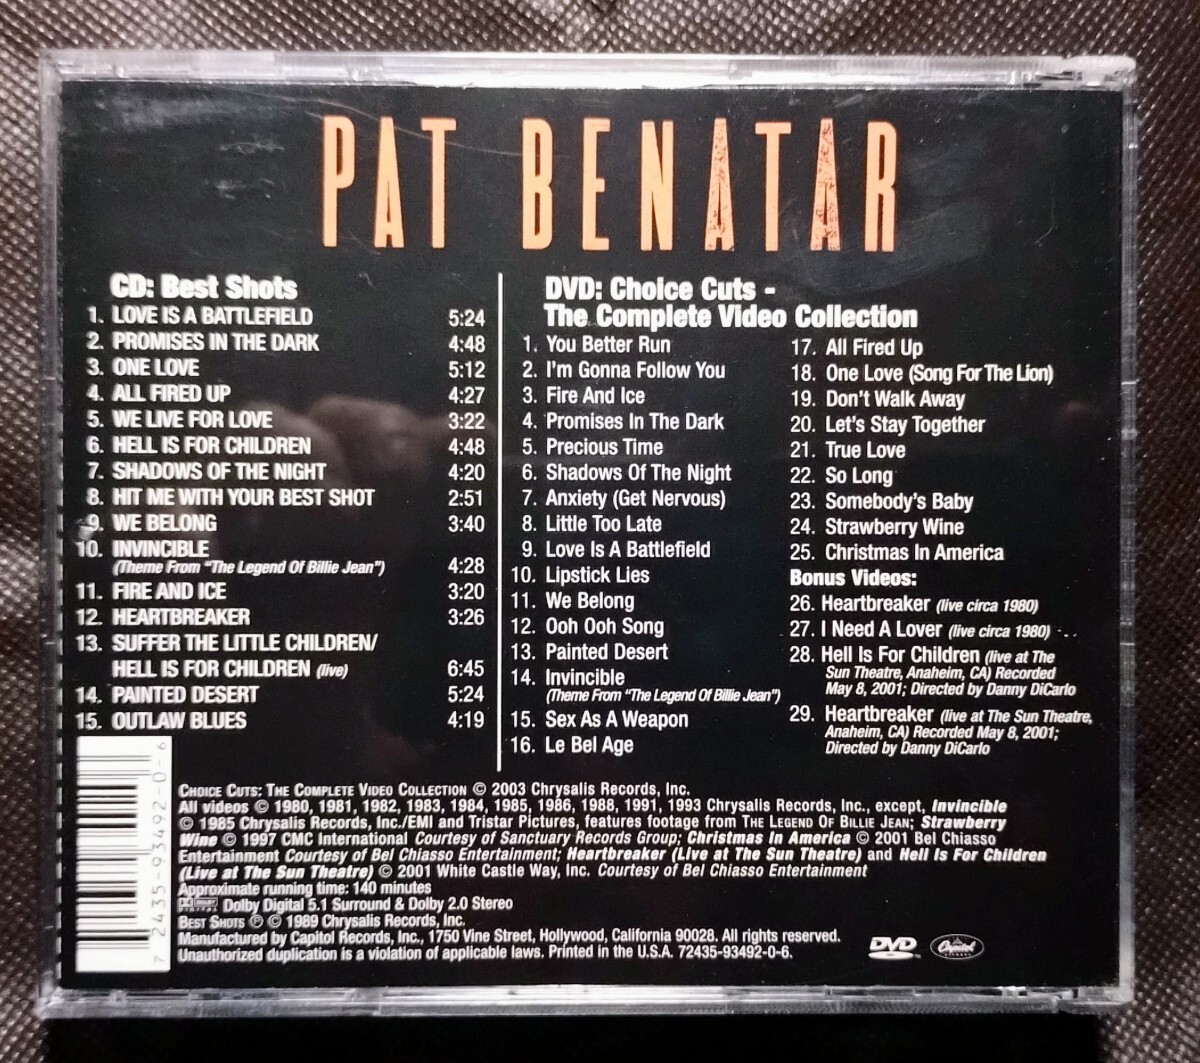 PAT BENATAR
CD: Best Shots
1. LOVE IS A BATTLEFIELD 5:24
2. PROMISES IN THE DARK 4:48
3. ONE LOVE 5:12
4. ALL FIRED UP 4:27
5. WE LIVE FOR LOVE 3:22
6. HELL IS FOR CHILDREN 4:48
7. SHADOWS OF THE NIGHT 4:20
8. HIT ME WITH YOUR BEST SHOT 2:51
9. WE BELONG 3:40
10. INVINCIBLE
(Theme From "The Legend Of Billie Jean") 4:28
11. FIRE AND ICE 3:20
12. HEARTBREAKER 3:26
13. SUFFER THE LITTLE CHILDREN/
HELL IS FOR CHILDREN (live) 6:45
14. PAINTED DESERT 5:24
15. OUTLAW BLUES 4:19
DVD: Choice Cuts -
The Complete Video Collection
1. You Better Run
2. I'm Gonna Follow You
3. Fire And Ice
4. Promises In The Dark
5. Precious Time
6. Shadows Of The Night
7. Anxiety (Get Nervous)
8. Little Too Late
9. Love Is A Battlefield
10. Lipstick Lies
11. We Belong
12. Ooh Ooh Song
13. Painted Desert
14. Invincible
(Theme From "The Legend Of Billie Jean")
15. Sex As A Weapon
16. Le Bel Age
17. All Fired Up
18. One Love (Song For The Lion)
19. Don't Walk Away
20. Let's Stay Together
21. True Love
22. So Long
23. Somebody's Baby
24. Strawberry Wine
25. Christmas In America
Bonus Videos:
26. Heartbreaker (live circa 1980)
27. I Need A Lover (live circa 1980)
28. Hell Is For Children (live at The
Sun Theatre, Anaheim, CA) Recorded
May 8, 2001; Directed by Danny DiCarlo
29. Heartbreaker (live at The Sun Theatre,
Anaheim, CA) Recorded May 8, 2001;
Directed by Danny DiCarlo
CHOICE CUTS: THE COMPLETE VIDEO COLLECTION © 2003 Chrysalis Records, Inc.
All videos © 1980, 1981, 1982, 1983, 1984, 1985, 1986, 1988, 1991, 1993 Chrysalis Records, Inc., except, Invincible
© 1985 Chrysalis Records, Inc./EMI and Tristar Pictures, features footage from THE LEGEND OF BILLIE JEAN; Strawberry
Wine © 1997 CMC International Courtesy of Sanctuary Records Group; Christmas In America © 2001 Bel Chiasso
Entertainment Courtesy of Bel Chiasso Entertainment; Heartbreaker (Live at The Sun Theatre) and Hell Is For Children
(Live at The Sun Theatre) © 2001 White Castle Way, Inc. Courtesy of Bel Chiasso Entertainment
Approximate running time: 140 minutes
DOLBY DIGITAL Dolby Digital 5.1 Surround & Dolby 2.0 Stereo
BEST SHOTS ℗ © 1989 Chrysalis Records, Inc.
Manufactured by Capitol Records, Inc., 1750 Vine Street, Hollywood, California 90028. All rights reserved.
Unauthorized duplication is a violation of applicable laws. Printed in the U.S.A. 72435-93492-0-6.
7 2435-93492-0 6
DVD
Capitol
RECORDS